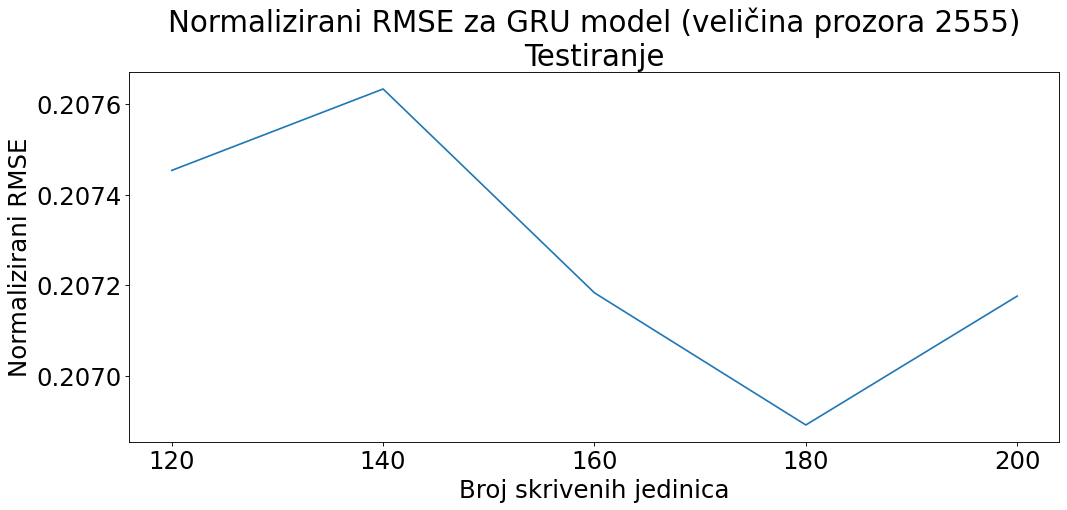 Normalizirani RMSE za GRU model (veličina prozora 2555)
Testiranje
Normalizirani RMSE
0.2076
0.2074
0.2072
0.2070
120 140 160 180 200
Broj skrivenih jedinica